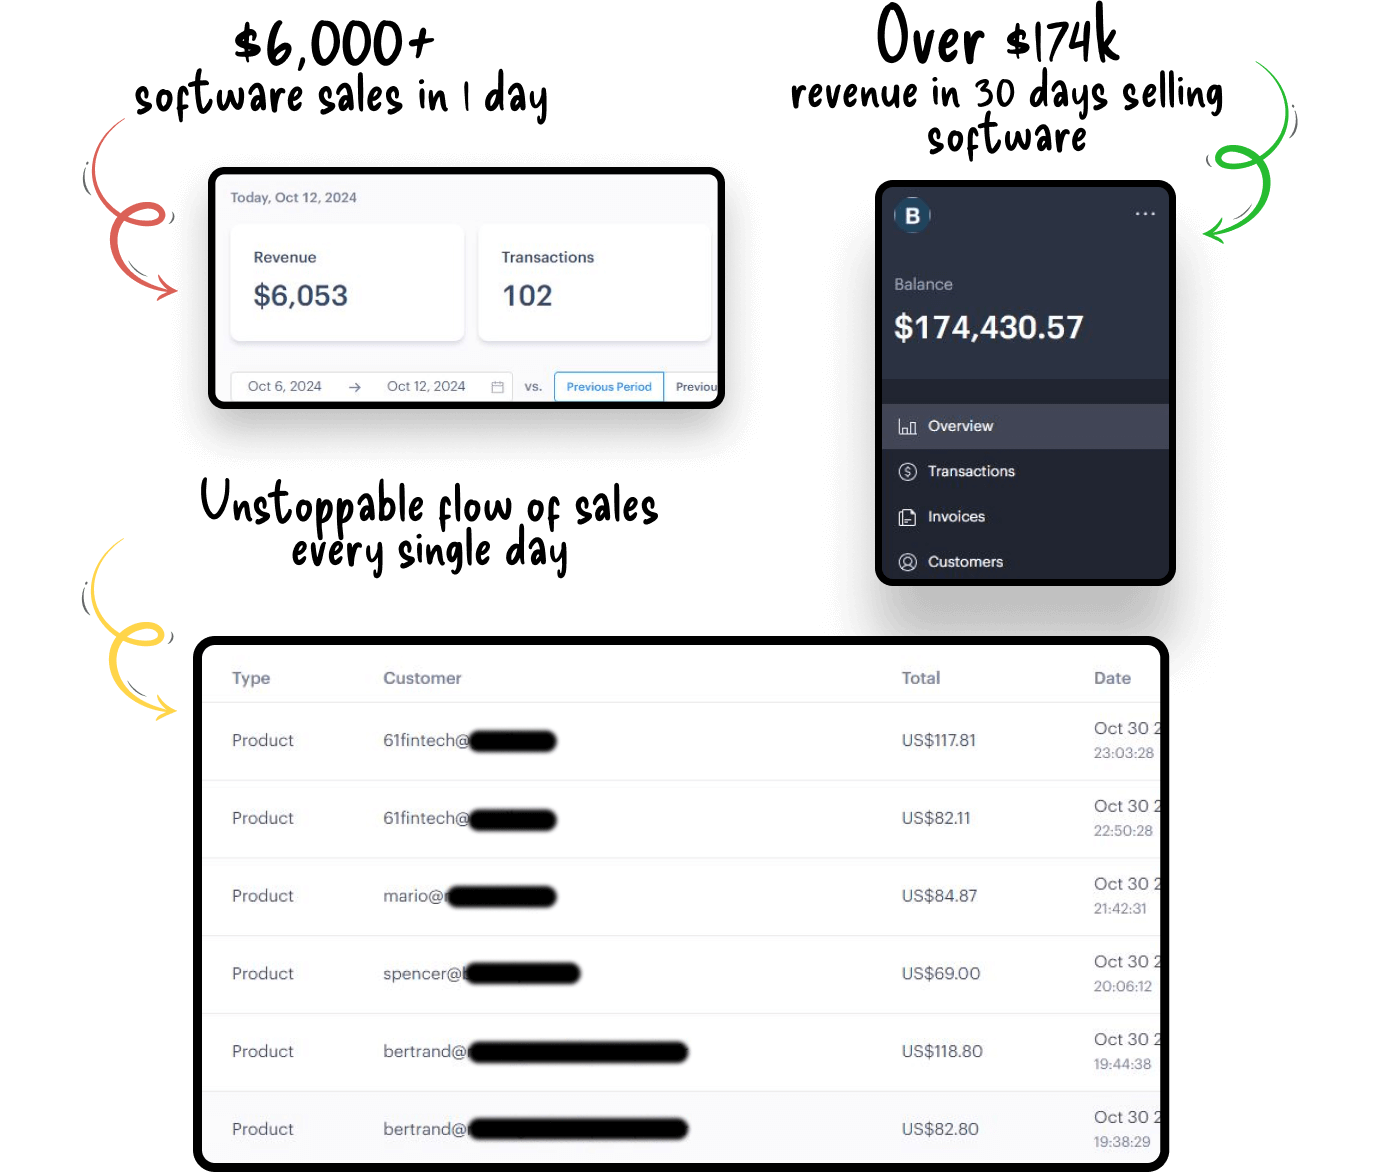 $6,000+
software sales in 1 day
Over $174k
revenue in 30 days selling
software
Today, Oct 12, 2024
Revenue
$6,053
Transactions
102
Oct 6, 2024 → Oct 12, 2024 vs. Previous Period Previou
B
Balance
$174,430.57
Overview
Transactions
Invoices
Customers
Unstoppable flow of sales
every single day
Type Customer Total Date
Product 61fintech@ US$117.81 Oct 30 2
23:03:28
Product 61fintech@ US$82.11 Oct 30 2
22:50:28
Product mario@ US$84.87 Oct 30 2
21:42:31
Product spencer@ US$69.00 Oct 30 2
20:06:12
Product bertrand@ US$118.80 Oct 30 2
19:44:38
Product bertrand@ US$82.80 Oct 30 2
19:38:29